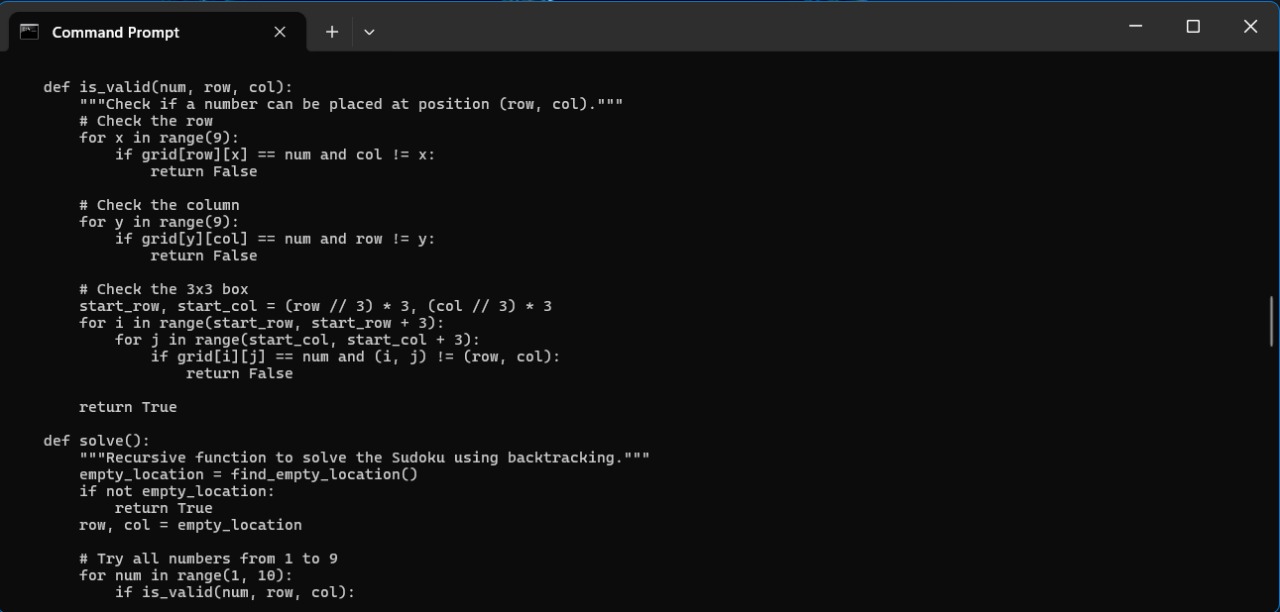 Command Prompt
def is_valid(num, row, col):
    """Check if a number can be placed at position (row, col)."""
    # Check the row
    for x in range(9):
        if grid[row][x] == num and col != x:
            return False

    # Check the column
    for y in range(9):
        if grid[y][col] == num and row != y:
            return False

    # Check the 3x3 box
    start_row, start_col = (row // 3) * 3, (col // 3) * 3
    for i in range(start_row, start_row + 3):
        for j in range(start_col, start_col + 3):
            if grid[i][j] == num and (i, j) != (row, col):
                return False

    return True

def solve():
    """Recursive function to solve the Sudoku using backtracking."""
    empty_location = find_empty_location()
    if not empty_location:
        return True
    row, col = empty_location

    # Try all numbers from 1 to 9
    for num in range(1, 10):
        if is_valid(num, row, col):